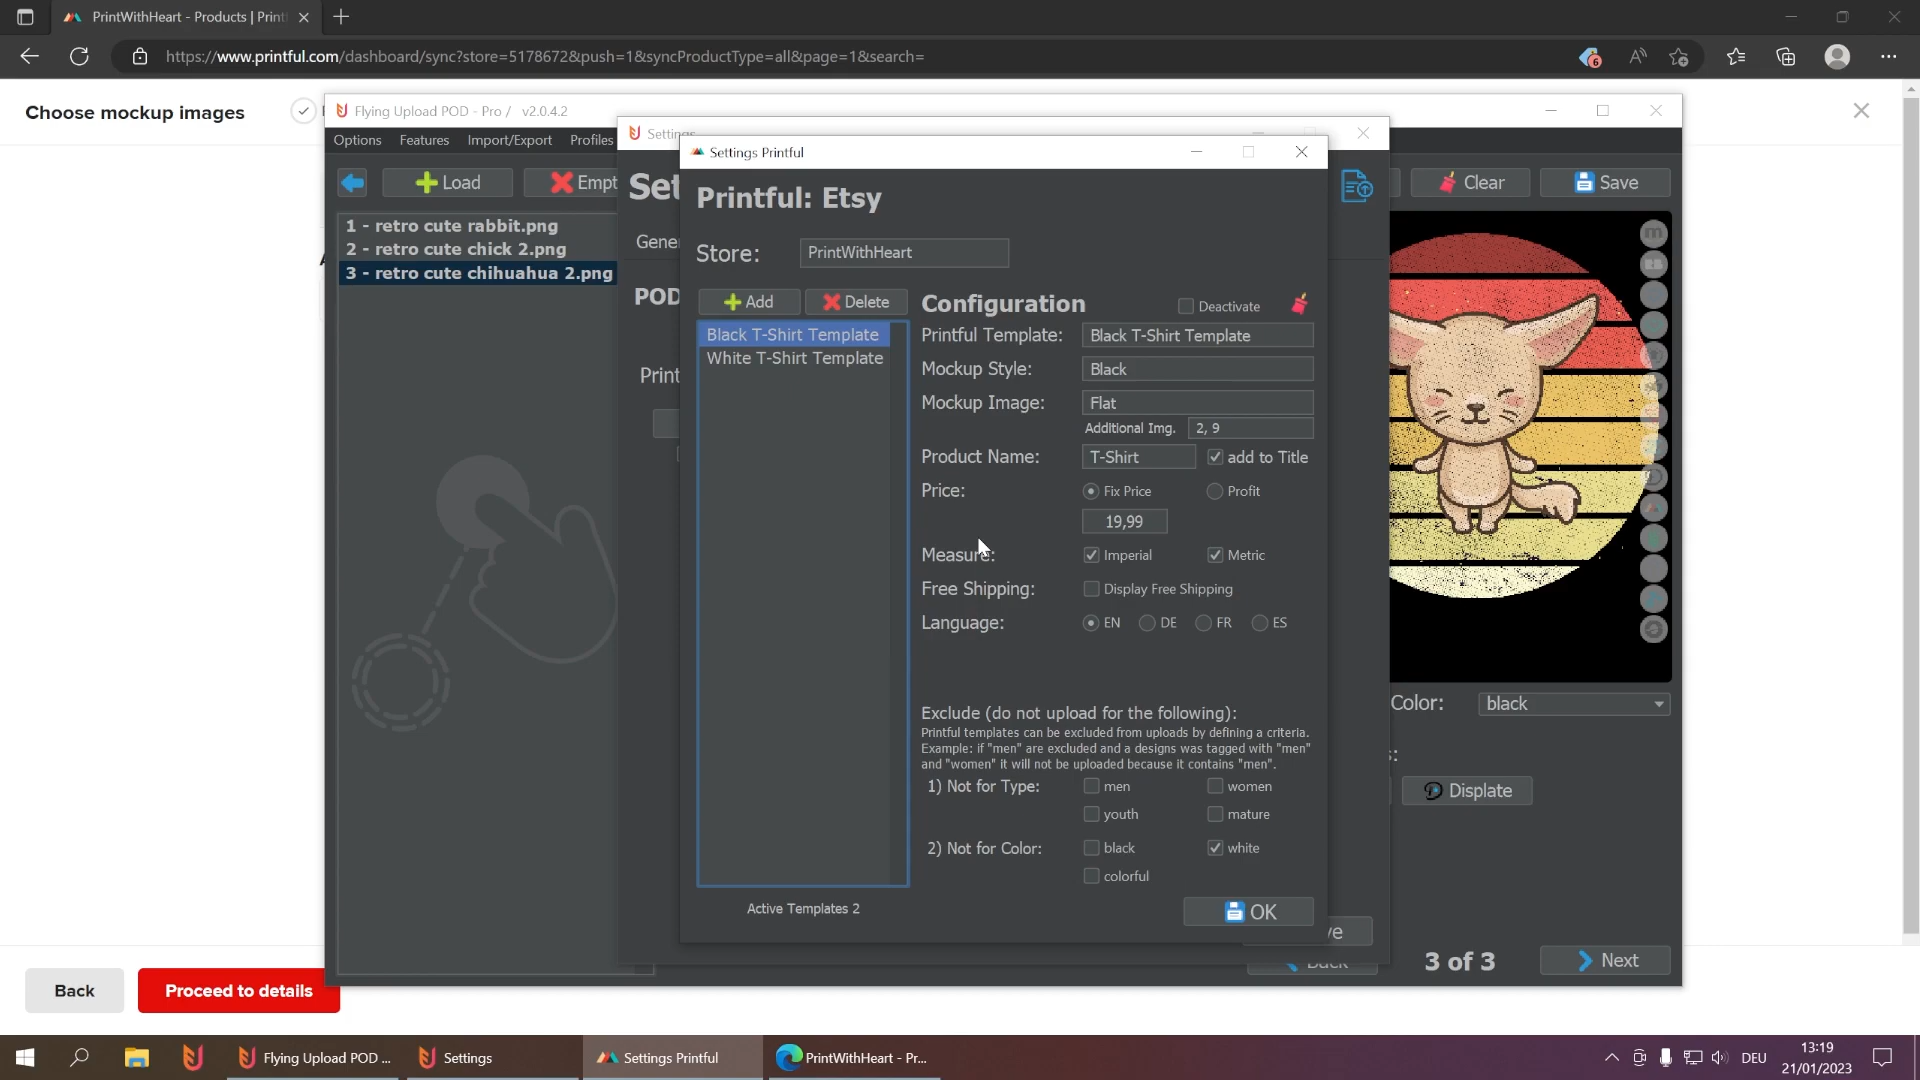 PrintWithHeart - Products | Print
https://www.printful.com/dashboard/sync?store=5178672&push=1&syncProductType=all&page=1&search=
6
Choose mockup images
Flying Upload POD - Pro / v2.0.4.2
Options Features Import/Export Profiles
Load
Clear
Save
1 - retro cute rabbit.png
2 - retro cute chick 2.png
3 - retro cute chihuahua 2.png
Settings
POD
Settings Printful
Printful: Etsy
Store: PrintWithHeart
Add Delete
Black T-Shirt Template
White T-Shirt Template
Active Templates 2
Configuration Deactivate
Printful Template: Black T-Shirt Template
Mockup Style: Black
Mockup Image: Flat
Additional Img. 2, 9
Product Name: T-Shirt add to Title
Price: Fix Price Profit
19,99
Measure: Imperial Metric
Free Shipping: Display Free Shipping
Language: EN DE FR ES
Exclude (do not upload for the following):
Printful templates can be excluded from uploads by defining a criteria.
Example: if "men" are excluded and a designs was tagged with "men"
and "women" it will not be uploaded because it contains "men".
1) Not for Type: men women
youth mature
2) Not for Color: black white
colorful
OK
Color: black
Displate
Back
3 of 3
Next
Back
Proceed to details
Flying Upload POD ...
Settings
Settings Printful
PrintWithHeart - Pr...
DEU
13:19
21/01/2023